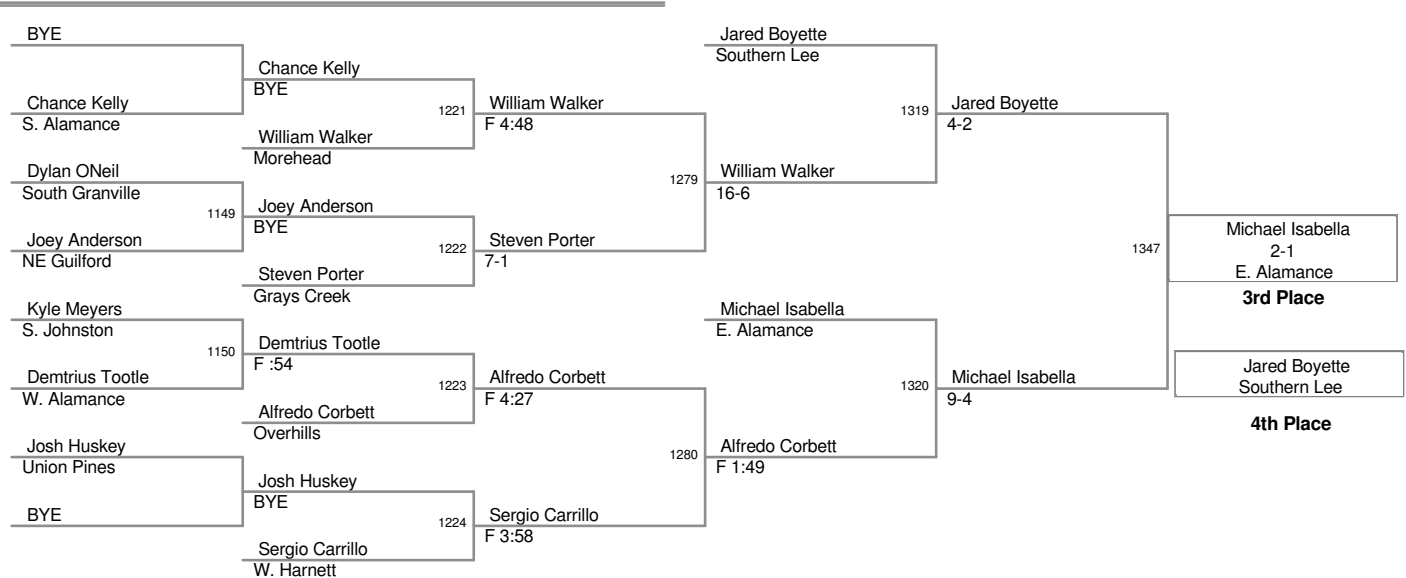 BYE
Chance Kelly
S. Alamance
Dylan ONeil
South Granville
1149
Joey Anderson
NE Guilford
Kyle Meyers
S. Johnston
1150
Demtrius Tootle
W. Alamance
Josh Huskey
Union Pines
BYE
Chance Kelly
BYE
1221
William Walker
Morehead
Joey Anderson
BYE
1222
Steven Porter
Grays Creek
Demtrius Tootle
F :54
1223
Alfredo Corbett
Overhills
Josh Huskey
BYE
1224
Sergio Carrillo
W. Harnett
William Walker
F 4:48
1279
Steven Porter
7-1
Alfredo Corbett
F 4:27
1280
Sergio Carrillo
F 3:58
Jared Boyette
Southern Lee
1319
William Walker
16-6
Michael Isabella
E. Alamance
1320
Alfredo Corbett
F 1:49
Jared Boyette
4-2
1347
Michael Isabella
9-4
Michael Isabella
2-1
E. Alamance
3rd Place
Jared Boyette
Southern Lee
4th Place